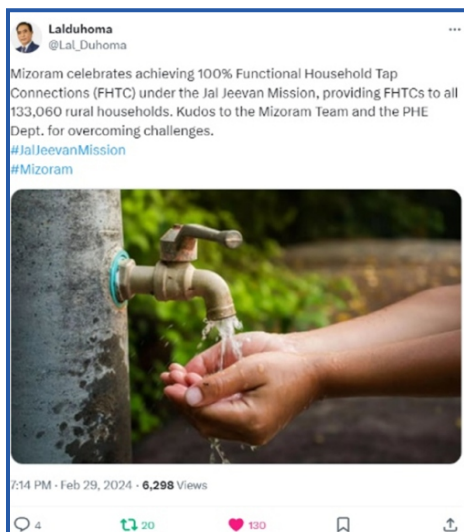 Lalduhoma
@Lal_Duhoma
Mizoram celebrates achieving 100% Functional Household Tap
Connections (FHTC) under the Jal Jeevan Mission, providing FHTCs to all
133,060 rural households. Kudos to the Mizoram Team and the PHE
Dept. for overcoming challenges.
#JalJeevanMission
#Mizoram
7:14 PM · Feb 29, 2024 · 6,298 Views
4 20 130